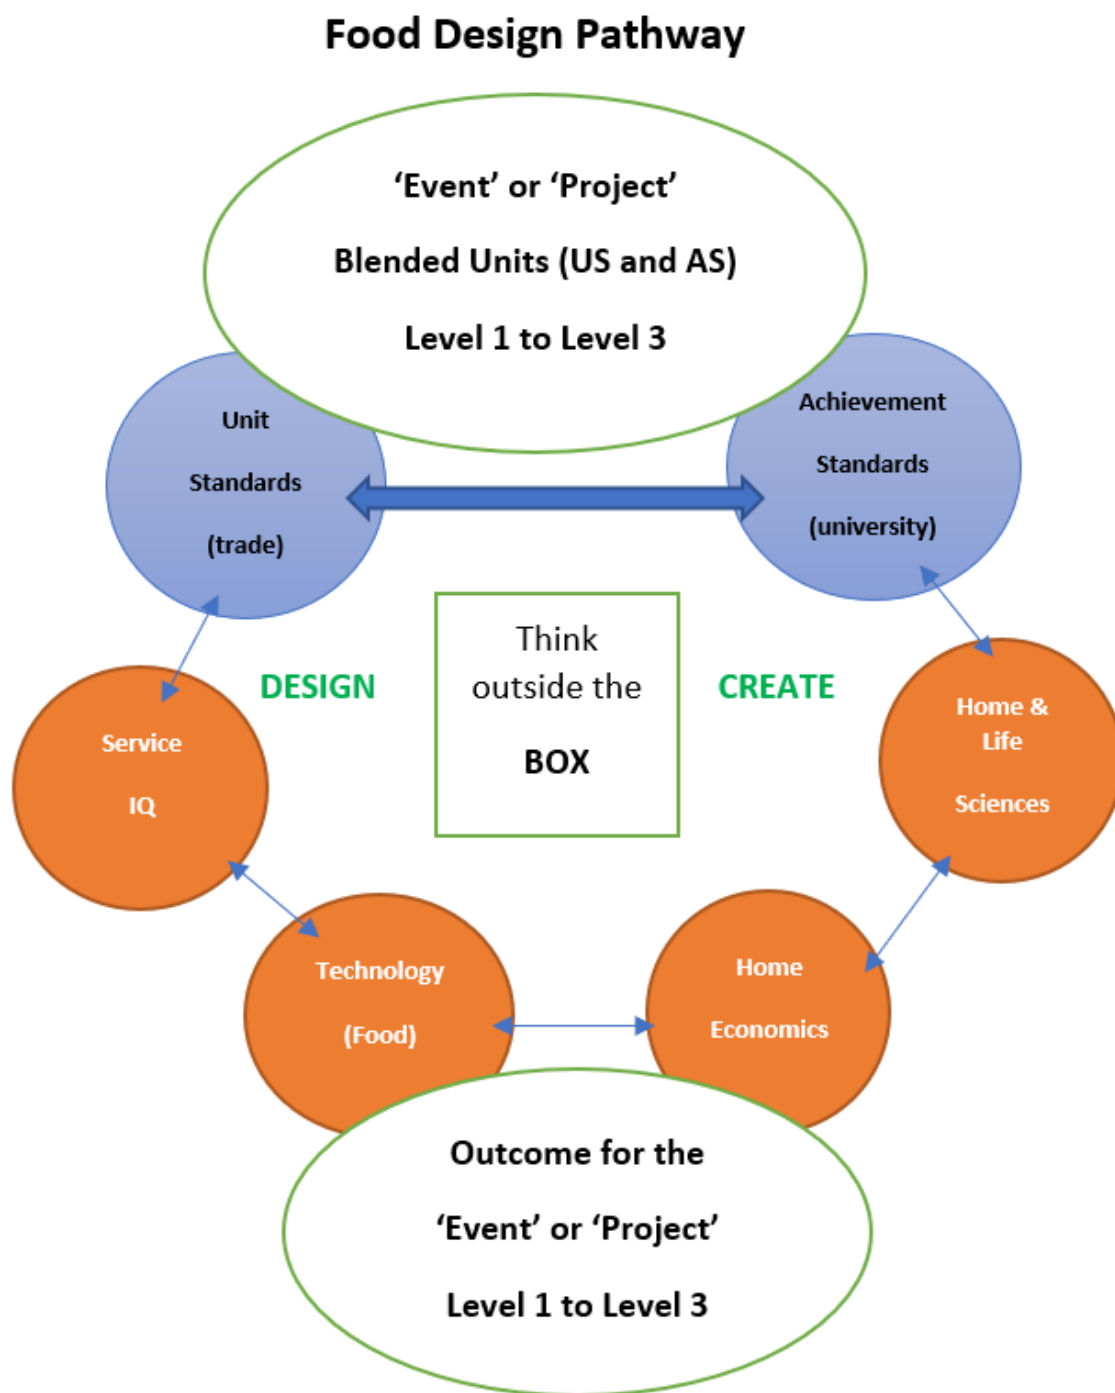 Food Design Pathway
‘Event’ or ‘Project’
Blended Units (US and AS)
Level 1 to Level 3
Unit
Standards
(trade)
Achievement
Standards
(university)
Think
outside the
BOX
DESIGN
CREATE
Service
IQ
Home &
Life
Sciences
Technology
(Food)
Home
Economics
Outcome for the
‘Event’ or ‘Project’
Level 1 to Level 3